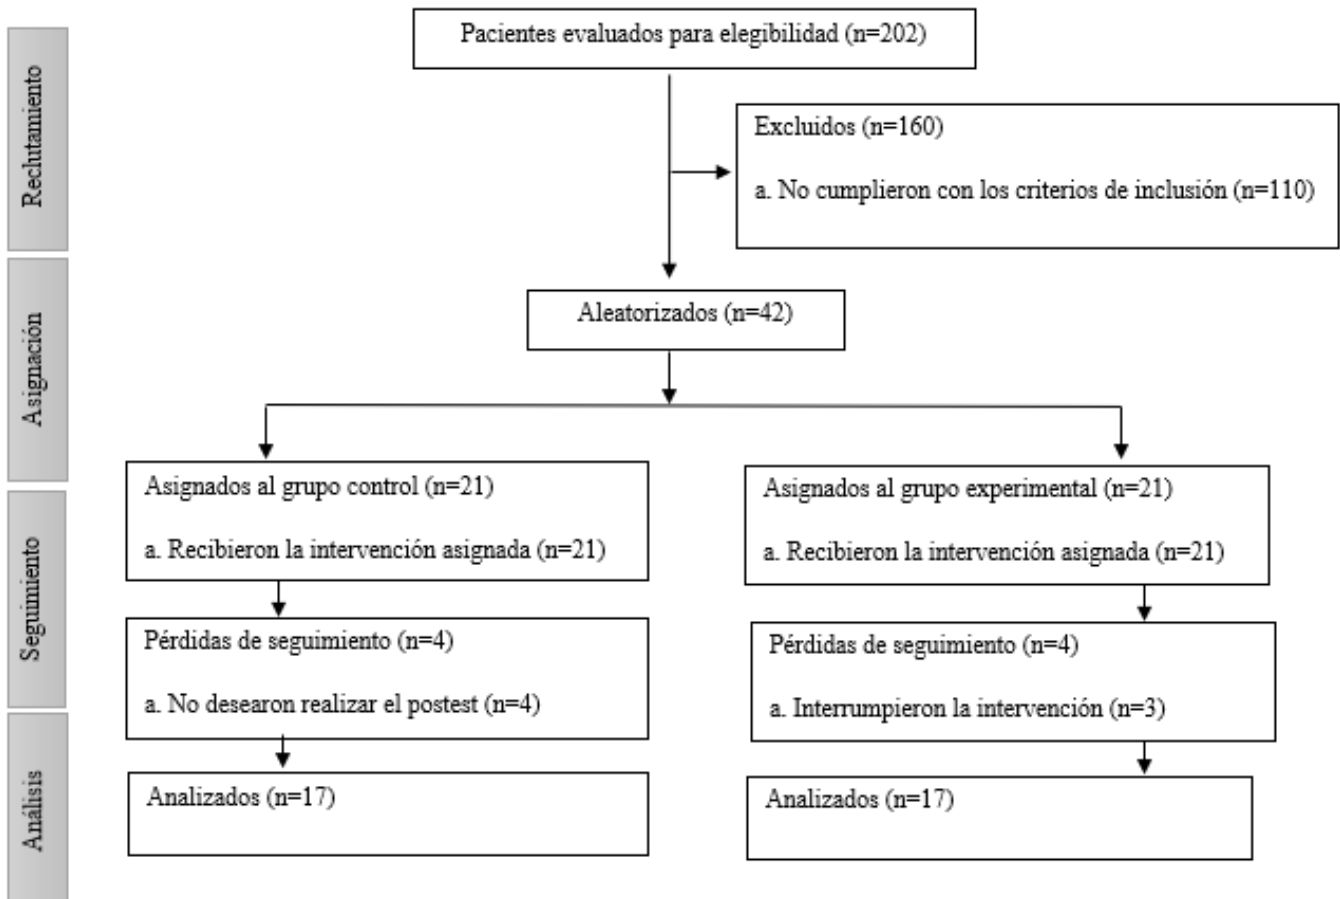 Pacientes evaluados para elegibilidad (n=202)
Reclutamiento
Excluidos (n=160)
a. No cumplieron con los criterios de inclusión (n=110)
Asignación
Aleatorizados (n=42)
Asignados al grupo control (n=21)
a. Recibieron la intervención asignada (n=21)
Asignados al grupo experimental (n=21)
a. Recibieron la intervención asignada (n=21)
Seguimiento
Pérdidas de seguimiento (n=4)
a. No desearon realizar el postest (n=4)
Pérdidas de seguimiento (n=4)
a. Interrumpieron la intervención (n=3)
Análisis
Analizados (n=17)
Analizados (n=17)